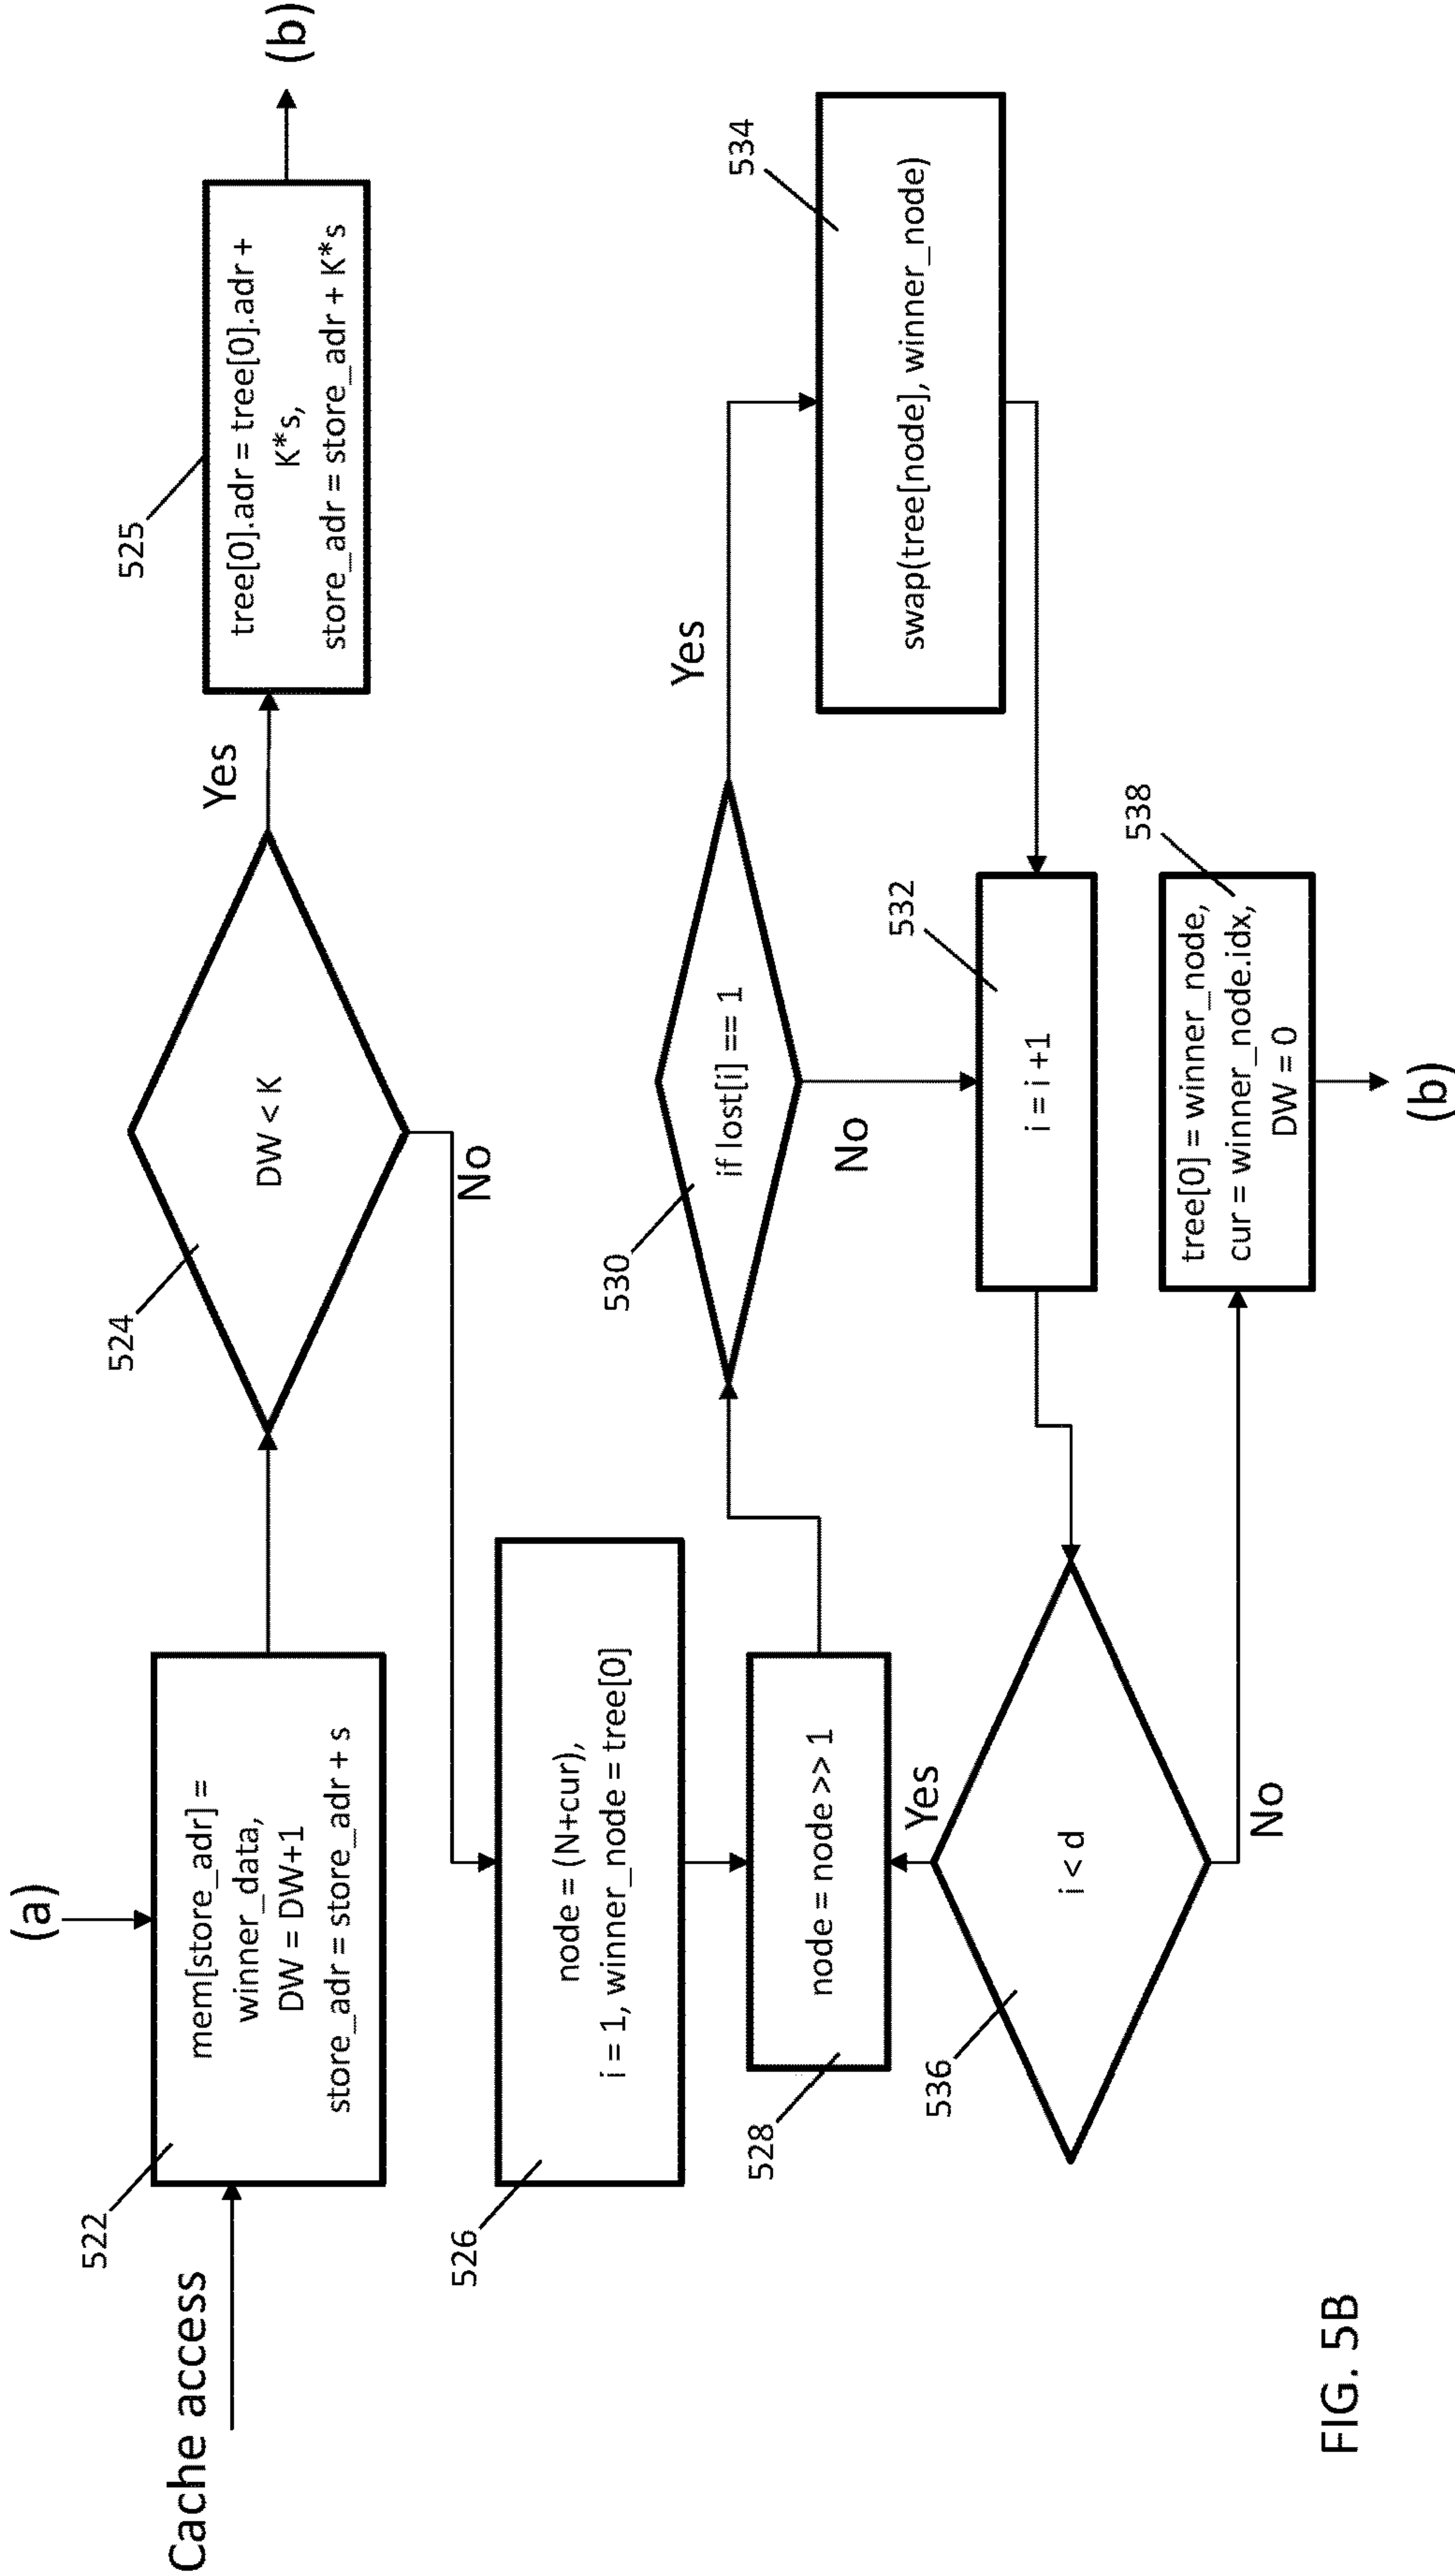 (a)
Cache access
522
mem[store_adr] =
winner_data,
DW = DW+1
store_adr = store_adr + s
524
DW < K
Yes
No
525
tree[0].adr = tree[0].adr +
K*s,
store_adr = store_adr + K*s
(b)
526
node = (N+cur),
i = 1, winner_node = tree[0]
528
node = node >> 1
530
if lost[i] == 1
Yes
No
534
swap(tree[node], winner_node)
532
i = i +1
536
i < d
Yes
No
538
tree[0] = winner_node,
cur = winner_node.idx,
DW = 0
(b)
FIG. 5B